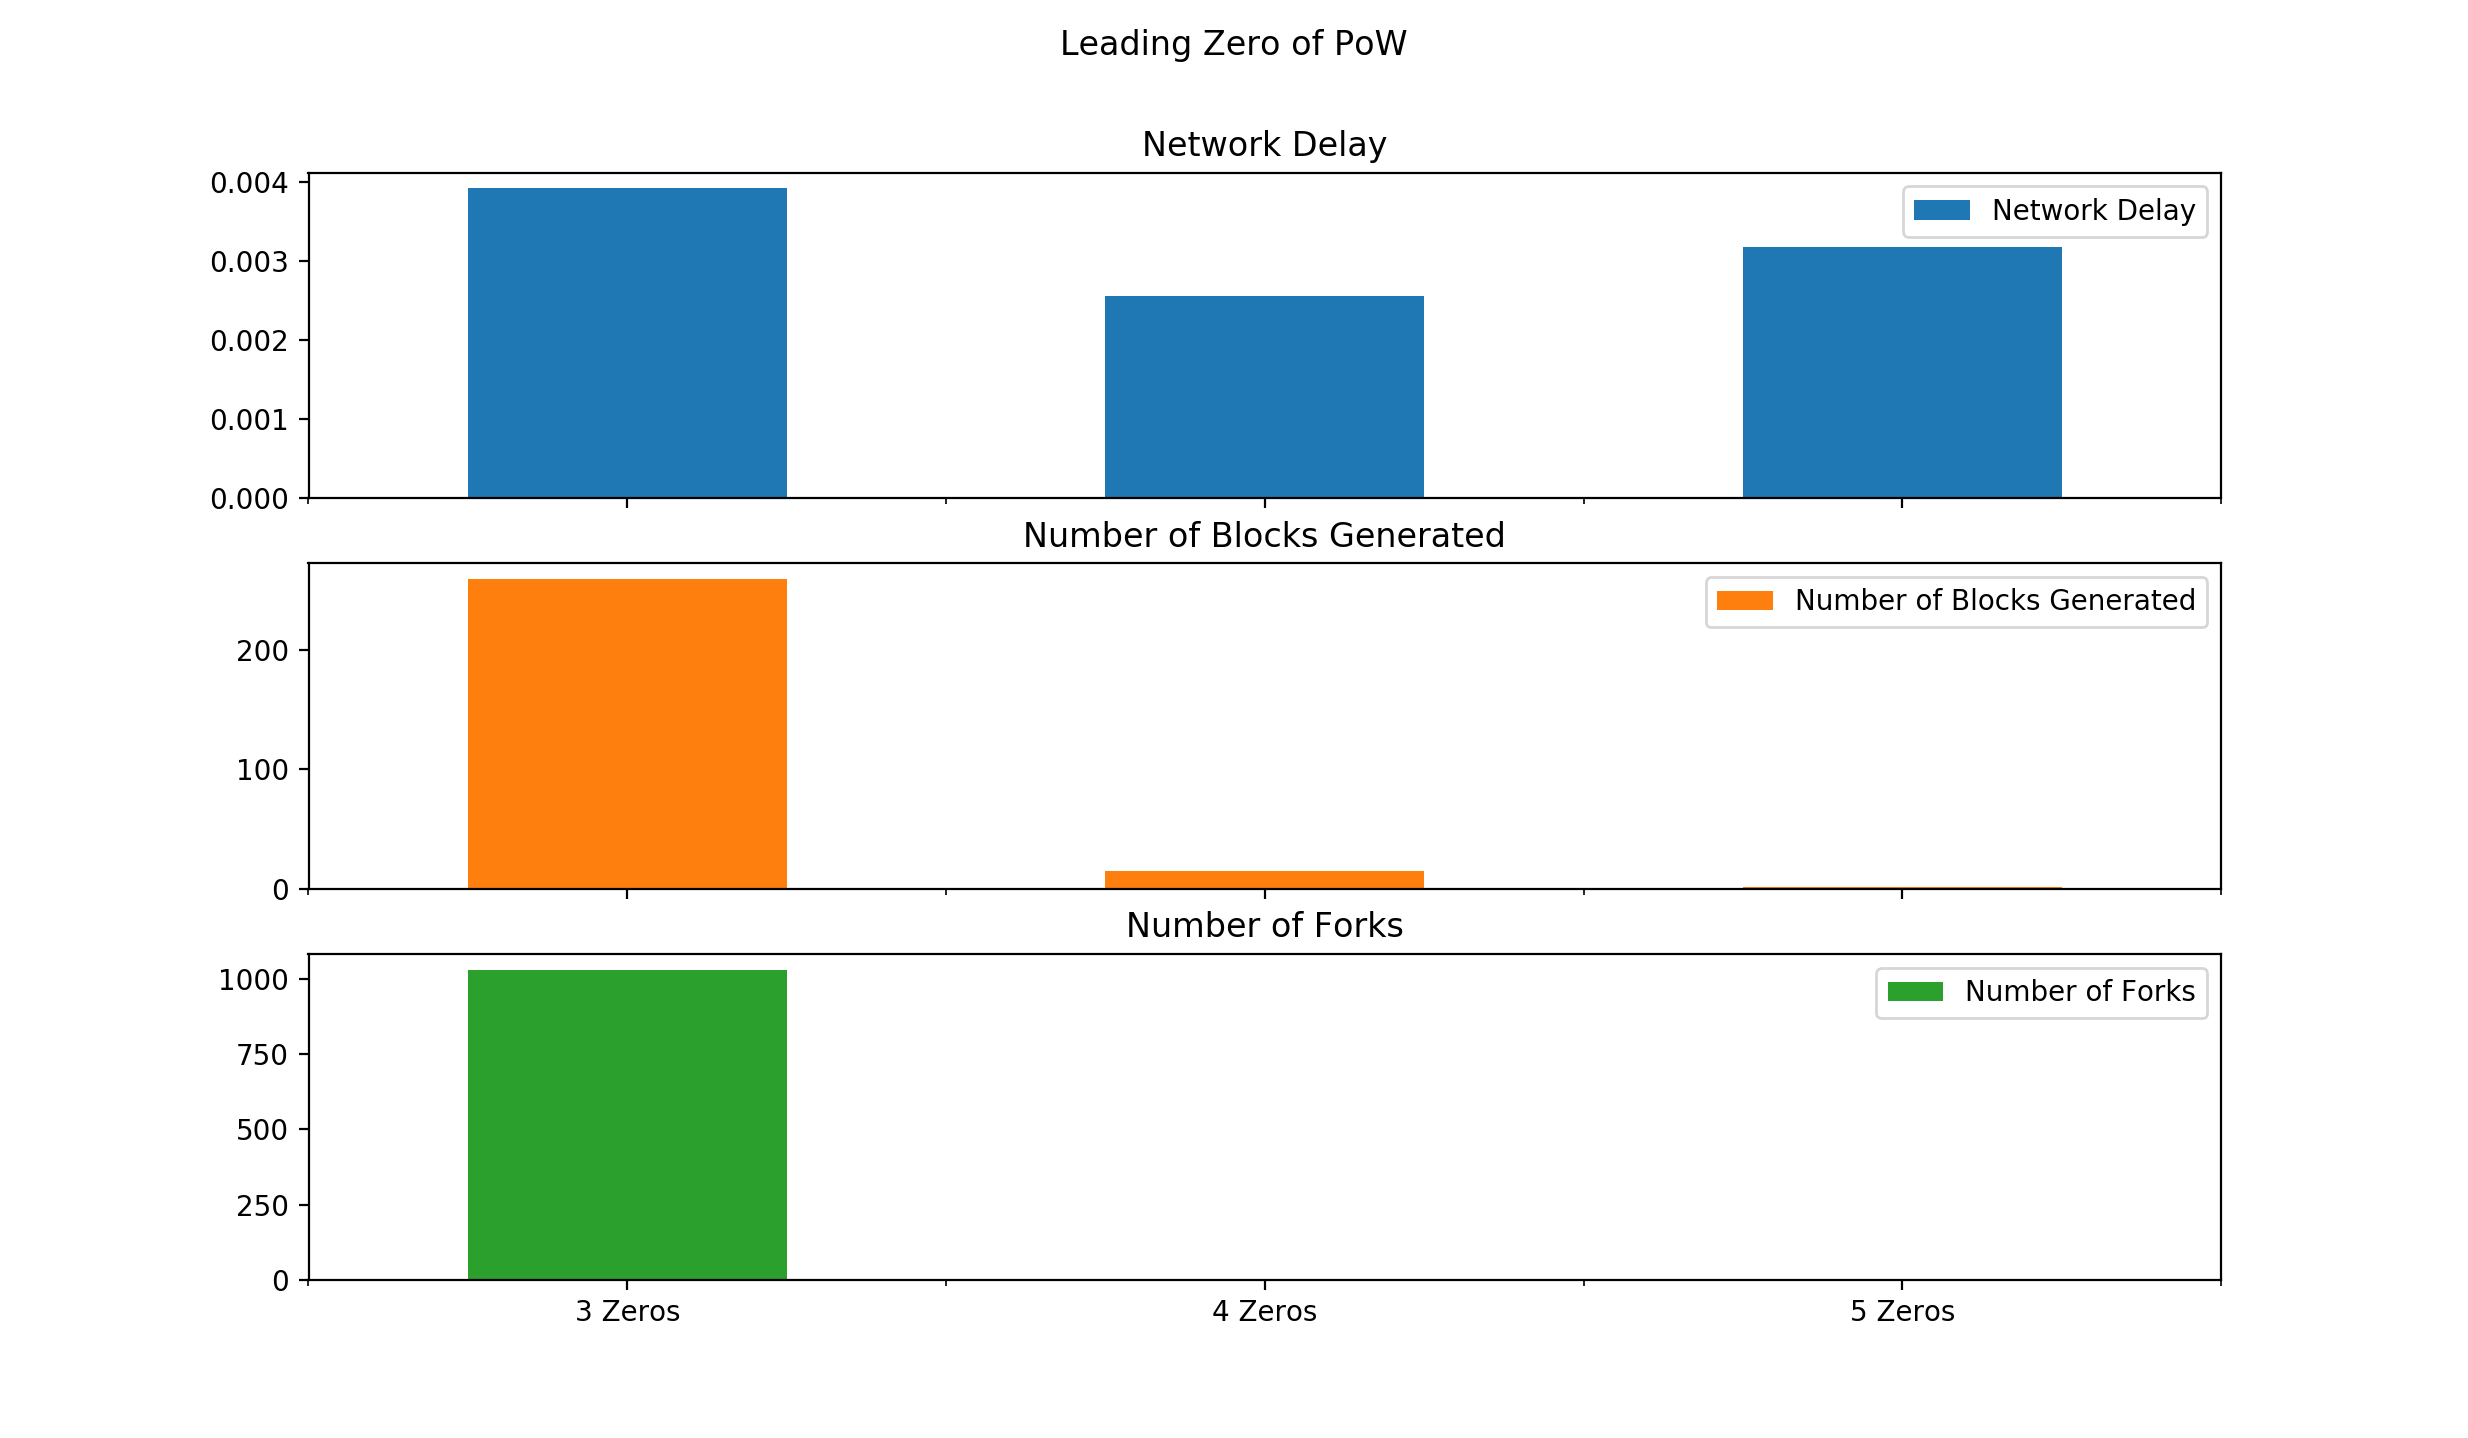 Leading Zero of PoW
Network Delay
0.004
0.003
0.002
0.001
0.000
Network Delay
Number of Blocks Generated
200
100
0
Number of Blocks Generated
Number of Forks
1000
750
500
250
0
Number of Forks
3 Zeros
4 Zeros
5 Zeros